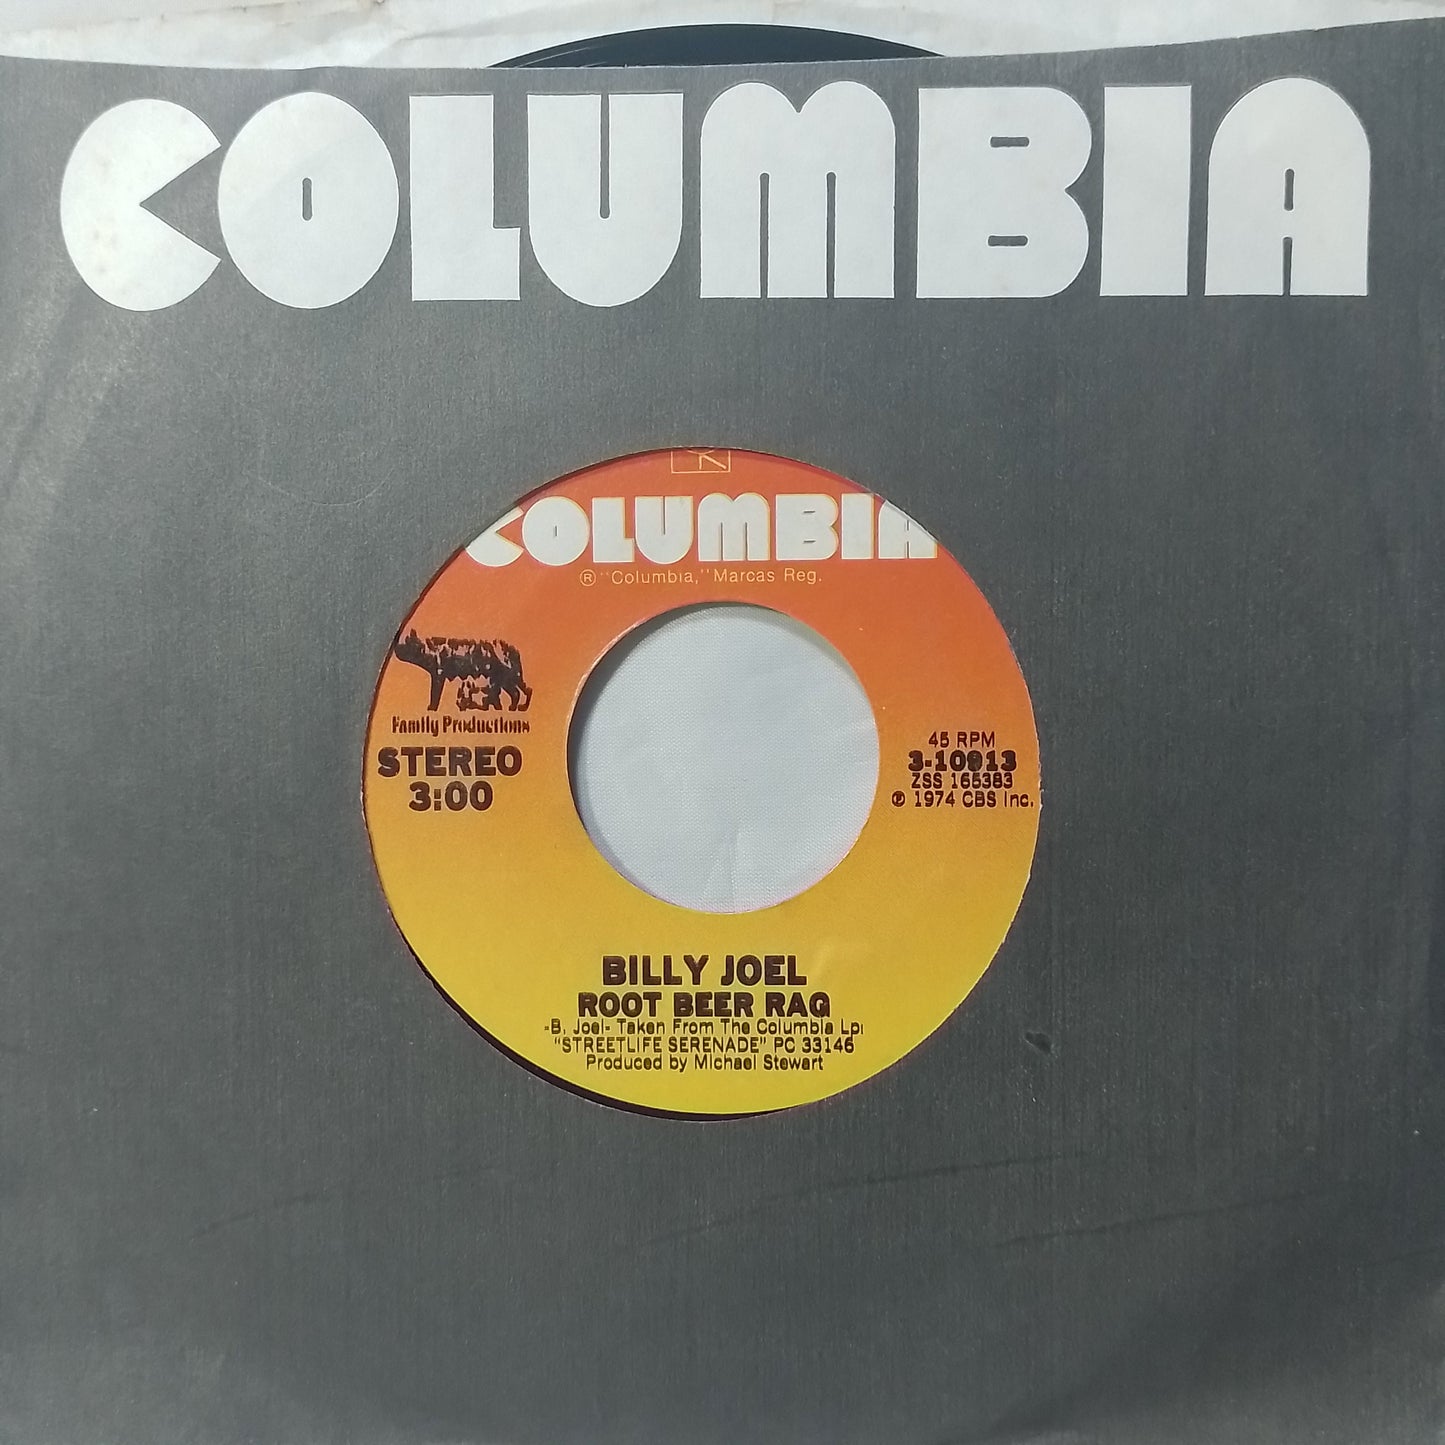 COLUMBIA
COLUMBIA
® "Columbia," Marcas Reg.
Family Productions
STEREO
3:00
45 RPM
3-10913
ZSS 165383
℗ 1974 CBS Inc.
BILLY JOEL
ROOT BEER RAG
-B. Joel- Taken From The Columbia Lp:
"STREETLIFE SERENADE" PC 33146
Produced by Michael Stewart